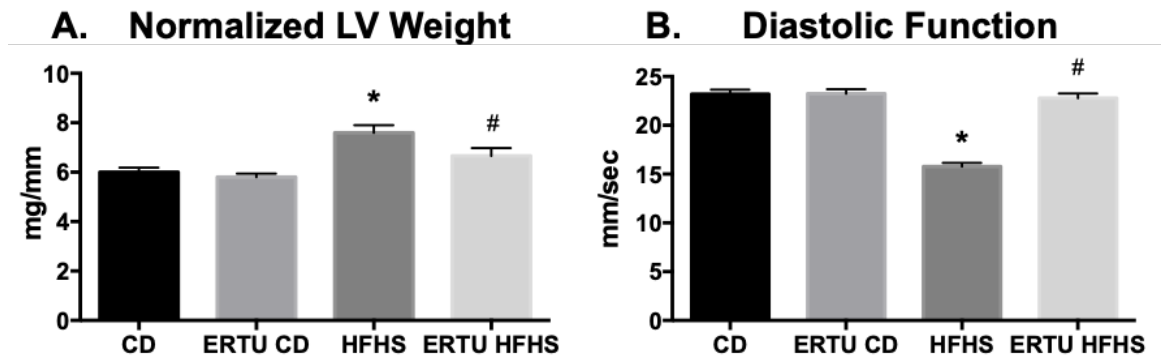 A. Normalized LV Weight
mg/mm
10
8
6
4
2
0
*
#
CD ERTU CD HFHS ERTU HFHS
B. Diastolic Function
mm/sec
25
20
15
10
5
0
*
#
CD ERTU CD HFHS ERTU HFHS